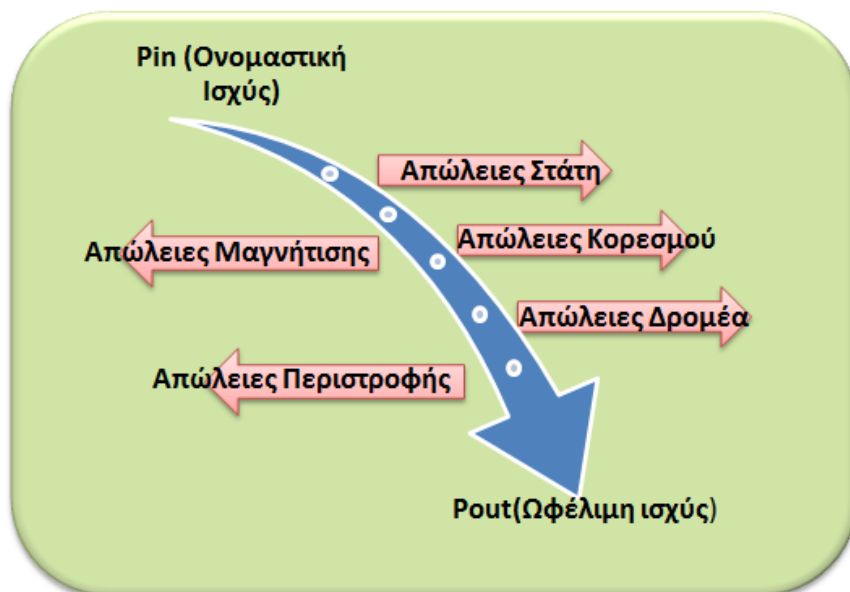 Pin (Ονομαστική
Ισχύς)
Απώλειες Στάτη
Απώλειες Κορεσμού
Απώλειες Μαγνήτισης
Απώλειες Δρομέα
Απώλειες Περιστροφής
Pout(Ωφέλιμη ισχύς)